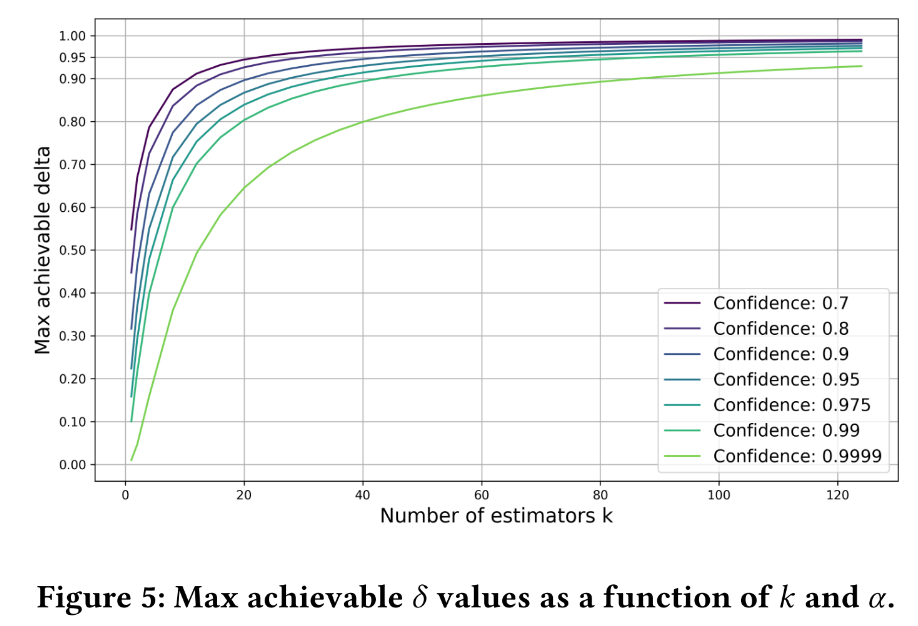 1.00
0.95
0.90
0.80
0.70
0.60
0.50
0.40
0.30
0.20
0.10
0.00
Max achievable delta
Confidence: 0.7
Confidence: 0.8
Confidence: 0.9
Confidence: 0.95
Confidence: 0.975
Confidence: 0.99
Confidence: 0.9999
0 20 40 60 80 100 120
Number of estimators k
Figure 5: Max achievable δ values as a function of k and α.